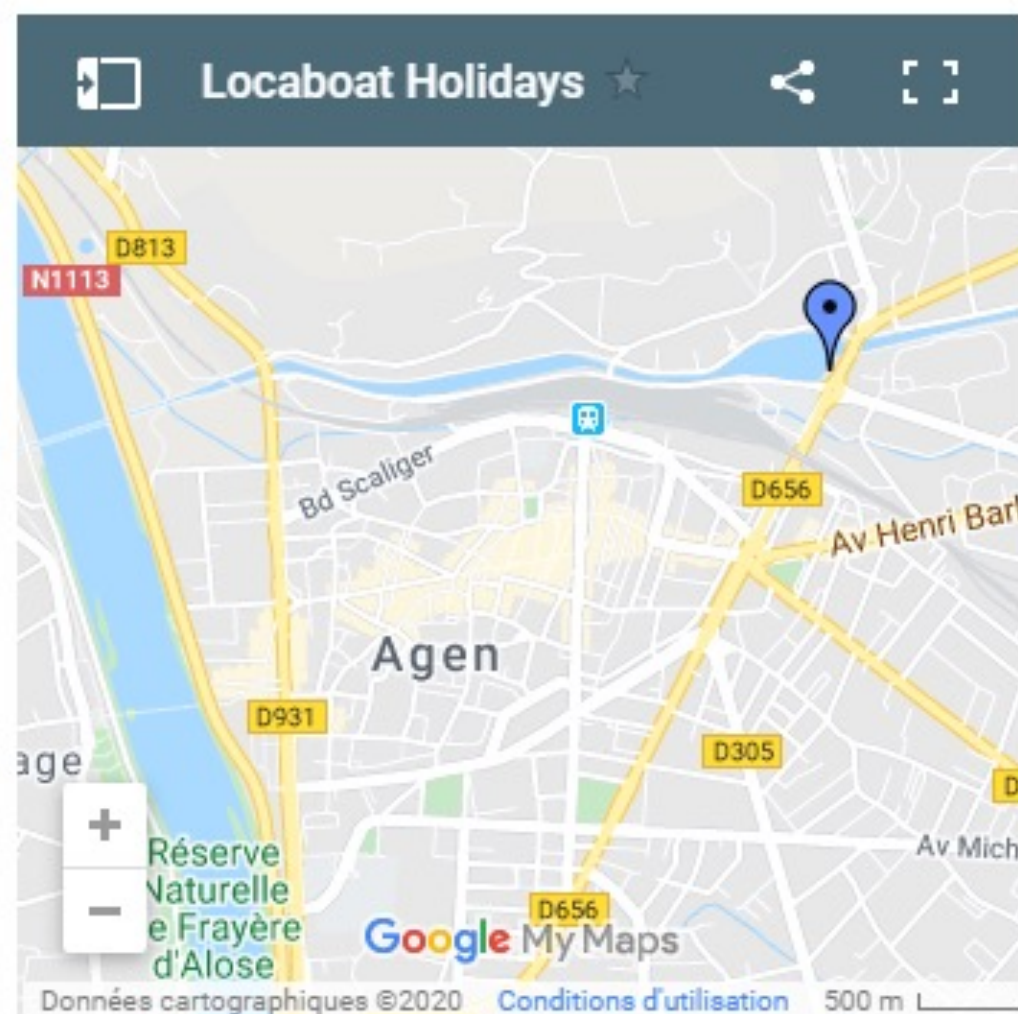 Locaboat Holidays
D813
N1113
Bd Scaliger
D656
Av Henri Barl
Agen
D931
D305
age
D
Av Mich
+
Réserve
Naturelle
e Frayère
d'Alose
−
D656
Google My Maps
Données cartographiques ©2020 Conditions d'utilisation 500 m